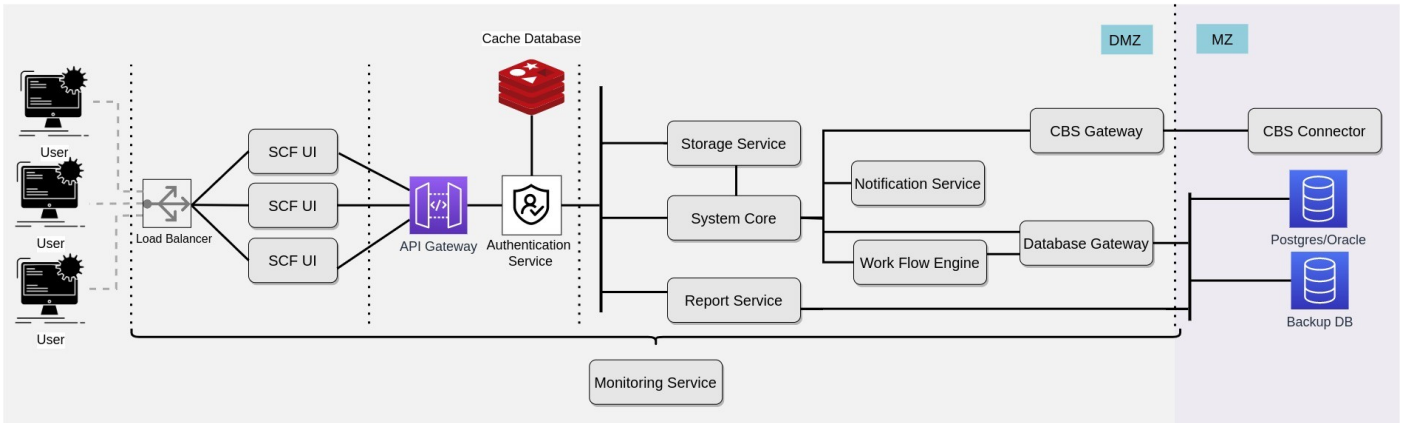 Cache Database
DMZ
MZ
User
User
User
Load Balancer
SCF UI
SCF UI
SCF UI
</>
API Gateway
Authentication
Service
Storage Service
System Core
Report Service
CBS Gateway
Notification Service
Database Gateway
Work Flow Engine
CBS Connector
Postgres/Oracle
Backup DB
Monitoring Service